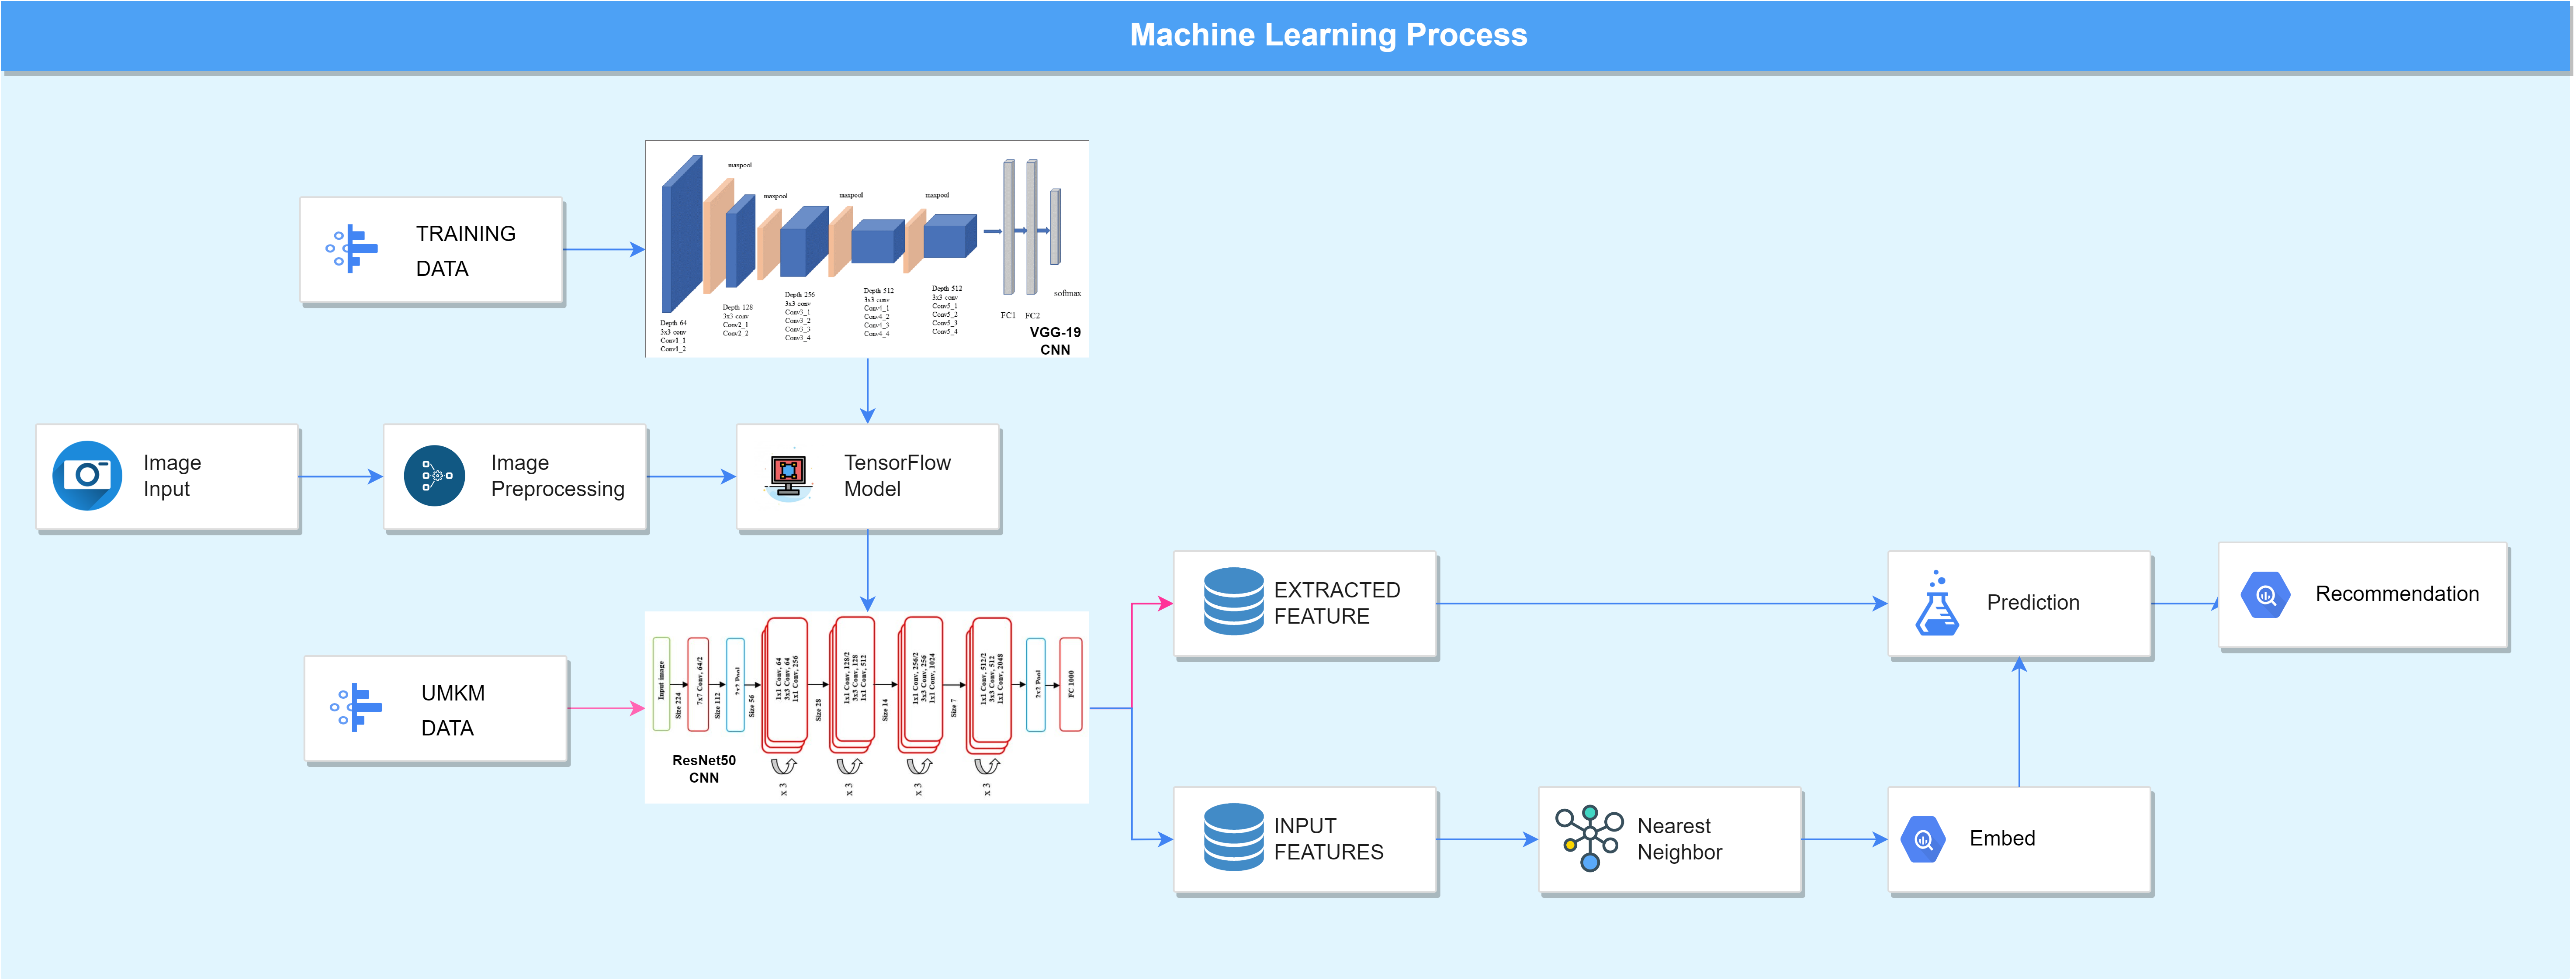 Machine Learning Process
TRAINING
DATA
maxpool
maxpool
maxpool
maxpool
Depth 64
3x3 conv
Conv1_1
Conv1_2
Depth 128
3x3 conv
Conv2_1
Conv2_2
Depth 256
3x3 conv
Conv3_1
Conv3_2
Conv3_3
Conv3_4
Depth 512
3x3 conv
Conv4_1
Conv4_2
Conv4_3
Conv4_4
Depth 512
3x3 conv
Conv5_1
Conv5_2
Conv5_3
Conv5_4
FC1
FC2
softmax
VGG-19
CNN
Image
Input
Image
Preprocessing
TensorFlow
Model
UMKM
DATA
Input image
Size 224
7x7 Conv, 64/2
Size 112
2x2 Pool
Size 56
1x1 Conv, 64
3x3 Conv, 64
1x1 Conv, 256
Size 28
1x1 Conv, 128/2
3x3 Conv, 128
1x1 Conv, 512
Size 14
1x1 Conv, 256/2
3x3 Conv, 256
1x1 Conv, 1024
Size 7
1x1 Conv, 512/2
3x3 Conv, 512
1x1 Conv, 2048
2x2 Pool
FC 1000
x 3
x 3
x 3
x 3
ResNet50
CNN
EXTRACTED
FEATURE
Prediction
Recommendation
INPUT
FEATURES
Nearest
Neighbor
Embed